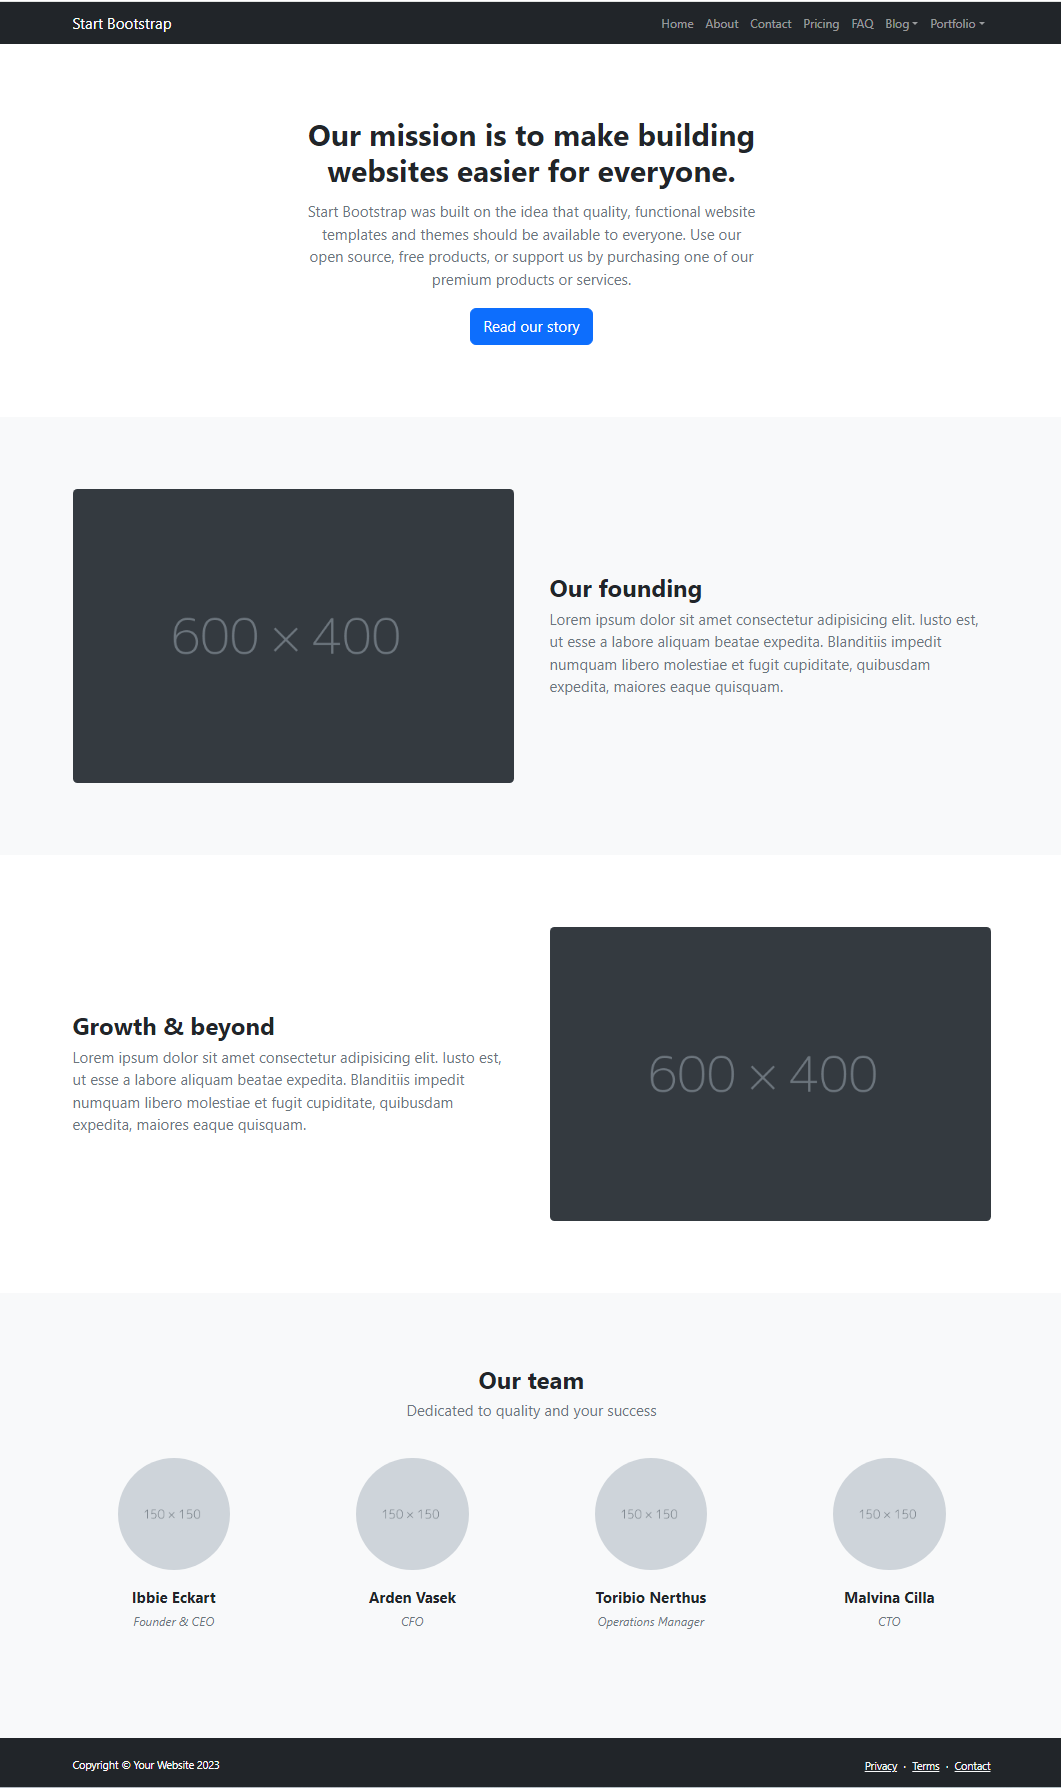 Start Bootstrap Home About Contact Pricing FAQ Blog Portfolio
Our mission is to make building
websites easier for everyone.
Start Bootstrap was built on the idea that quality, functional website
templates and themes should be available to everyone. Use our
open source, free products, or support us by purchasing one of our
premium products or services.
Read our story
600 × 400
Our founding
Lorem ipsum dolor sit amet consectetur adipisicing elit. Iusto est,
ut esse a labore aliquam beatae expedita. Blanditiis impedit
numquam libero molestiae et fugit cupiditate, quibusdam
expedita, maiores eaque quisquam.
Growth & beyond
Lorem ipsum dolor sit amet consectetur adipisicing elit. Iusto est,
ut esse a labore aliquam beatae expedita. Blanditiis impedit
numquam libero molestiae et fugit cupiditate, quibusdam
expedita, maiores eaque quisquam.
600 × 400
Our team
Dedicated to quality and your success
150 × 150 150 × 150 150 × 150 150 × 150
Ibbie Eckart Arden Vasek Toribio Nerthus Malvina Cilla
Founder & CEO CFO Operations Manager CTO
Copyright © Your Website 2023 Privacy · Terms · Contact